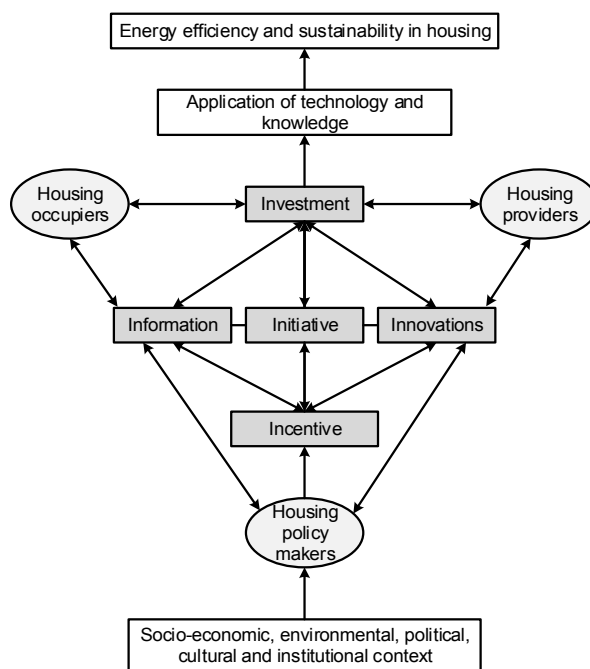 Energy efficiency and sustainability in housing
Application of technology and
knowledge
Housing
occupiers
Investment
Housing
providers
Information
Initiative
Innovations
Incentive
Housing
policy
makers
Socio-economic, environmental, political,
cultural and institutional context